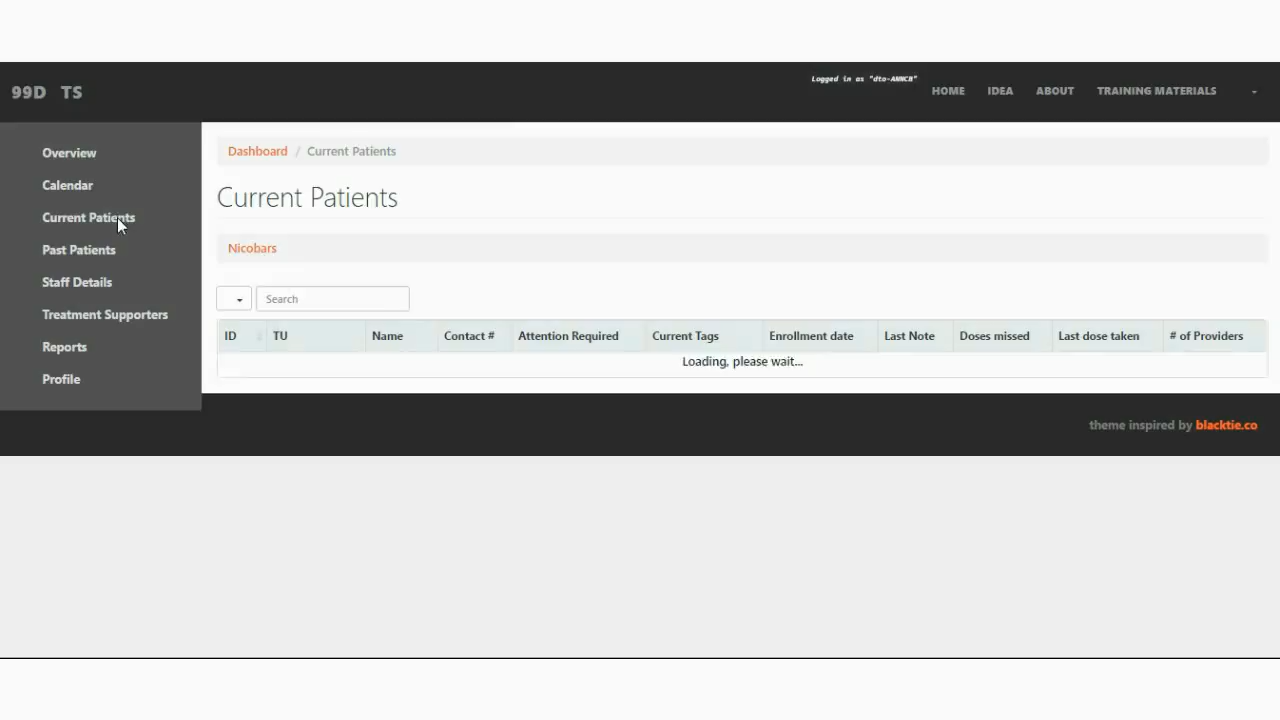 99D TS
Logged in as "dto-ANNCB"
HOME IDEA ABOUT TRAINING MATERIALS
Overview
Calendar
Current Patients
Past Patients
Staff Details
Treatment Supporters
Reports
Profile
Dashboard / Current Patients
Current Patients
Nicobars
Search
ID TU Name Contact # Attention Required Current Tags Enrollment date Last Note Doses missed Last dose taken # of Providers
Loading, please wait...
theme inspired by blacktie.co